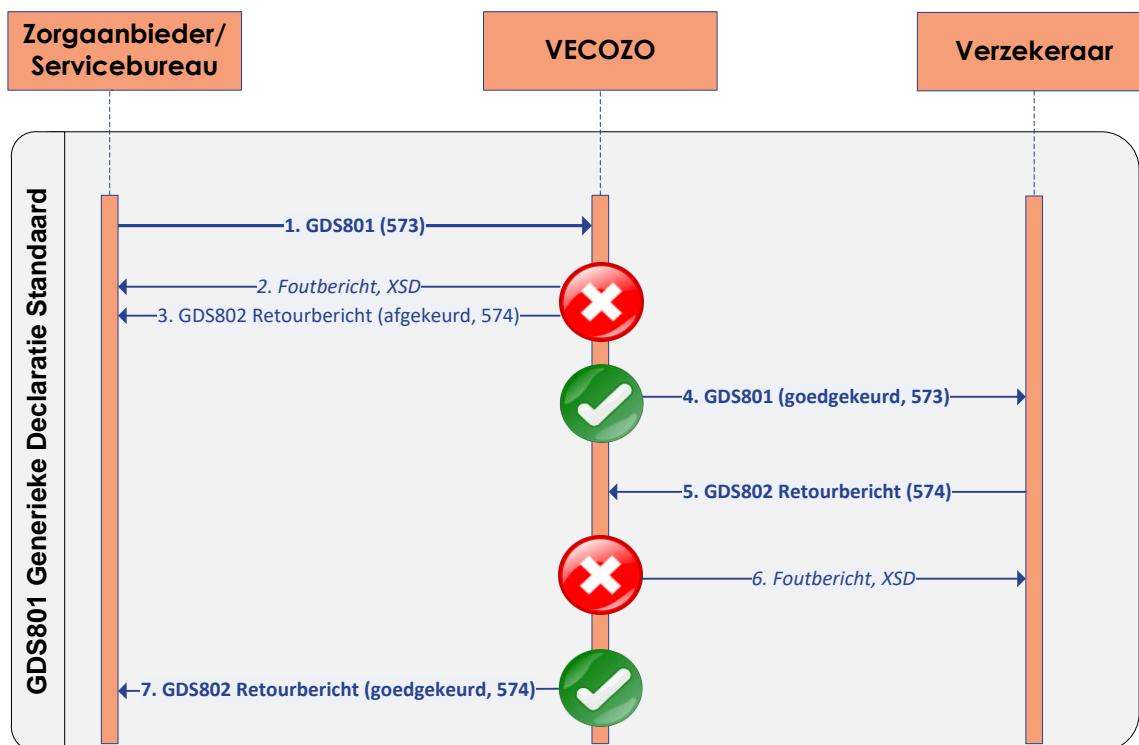 Zorgaanbieder/
Servicebureau
VECOZO
Verzekeraar
GDS801 Generieke Declaratie Standaard
1. GDS801 (573)
2. Foutbericht, XSD
3. GDS802 Retourbericht (afgekeurd, 574)
4. GDS801 (goedgekeurd, 573)
5. GDS802 Retourbericht (574)
6. Foutbericht, XSD
7. GDS802 Retourbericht (goedgekeurd, 574)